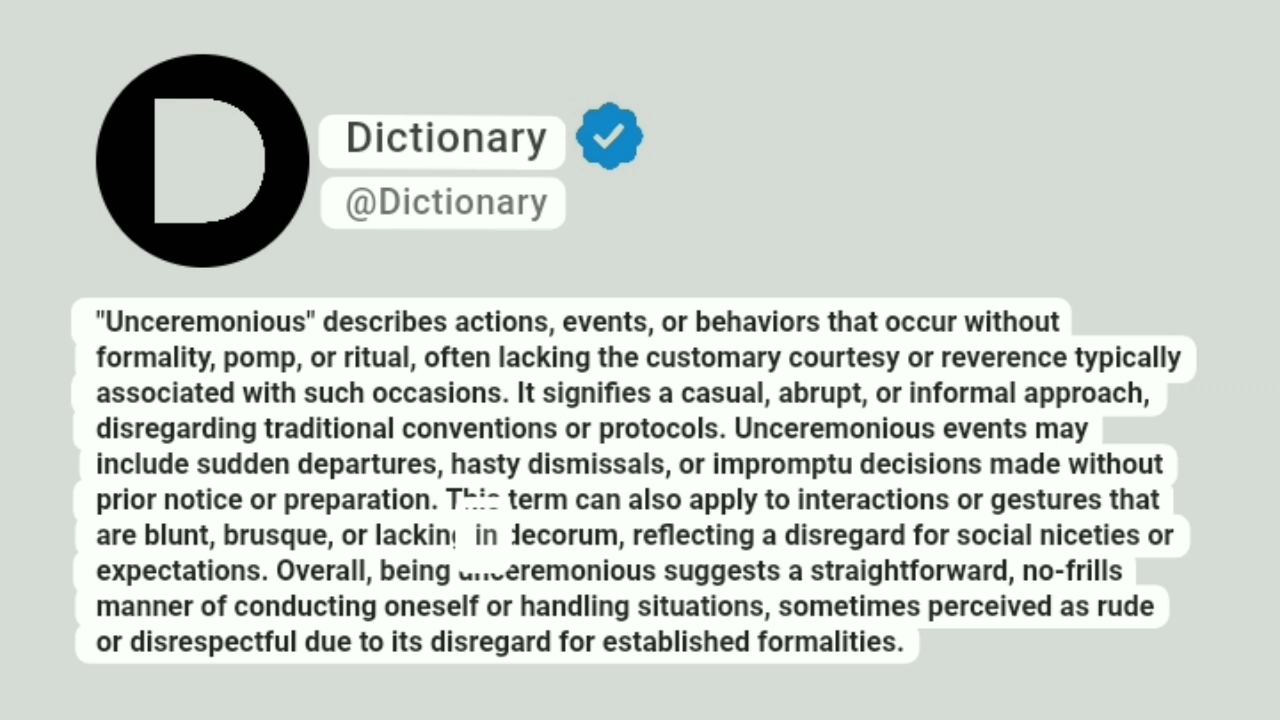 D
Dictionary
@Dictionary
"Unceremonious" describes actions, events, or behaviors that occur without
formality, pomp, or ritual, often lacking the customary courtesy or reverence typically
associated with such occasions. It signifies a casual, abrupt, or informal approach,
disregarding traditional conventions or protocols. Unceremonious events may
include sudden departures, hasty dismissals, or impromptu decisions made without
prior notice or preparation. This term can also apply to interactions or gestures that
are blunt, brusque, or lacking in decorum, reflecting a disregard for social niceties or
expectations. Overall, being unceremonious suggests a straightforward, no-frills
manner of conducting oneself or handling situations, sometimes perceived as rude
or disrespectful due to its disregard for established formalities.